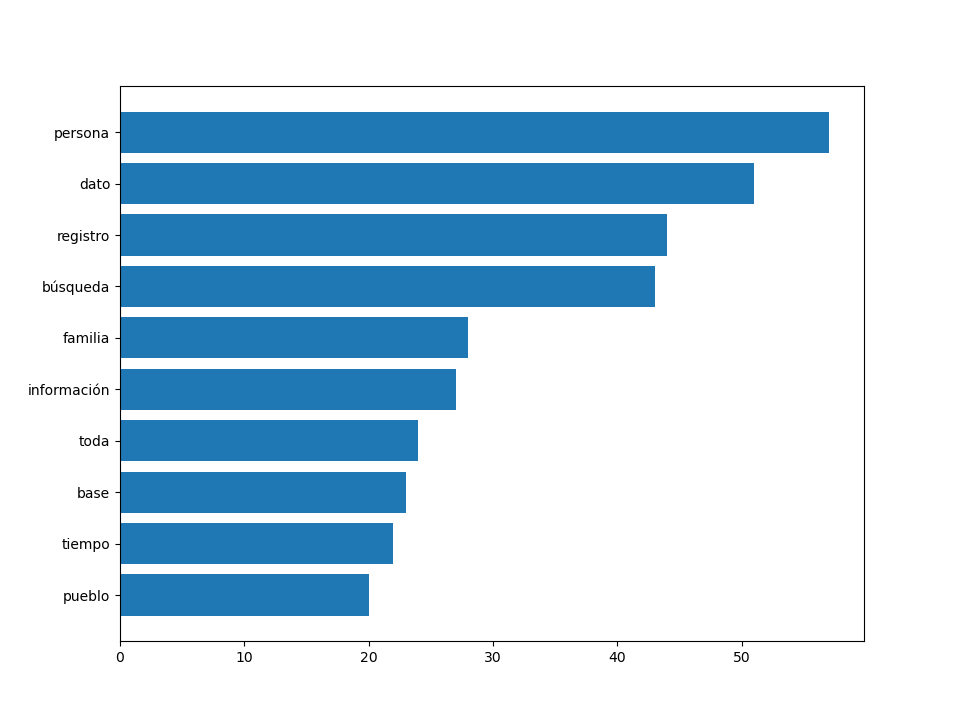 persona
dato
registro
búsqueda
familia
información
toda
base
tiempo
pueblo
0 10 20 30 40 50